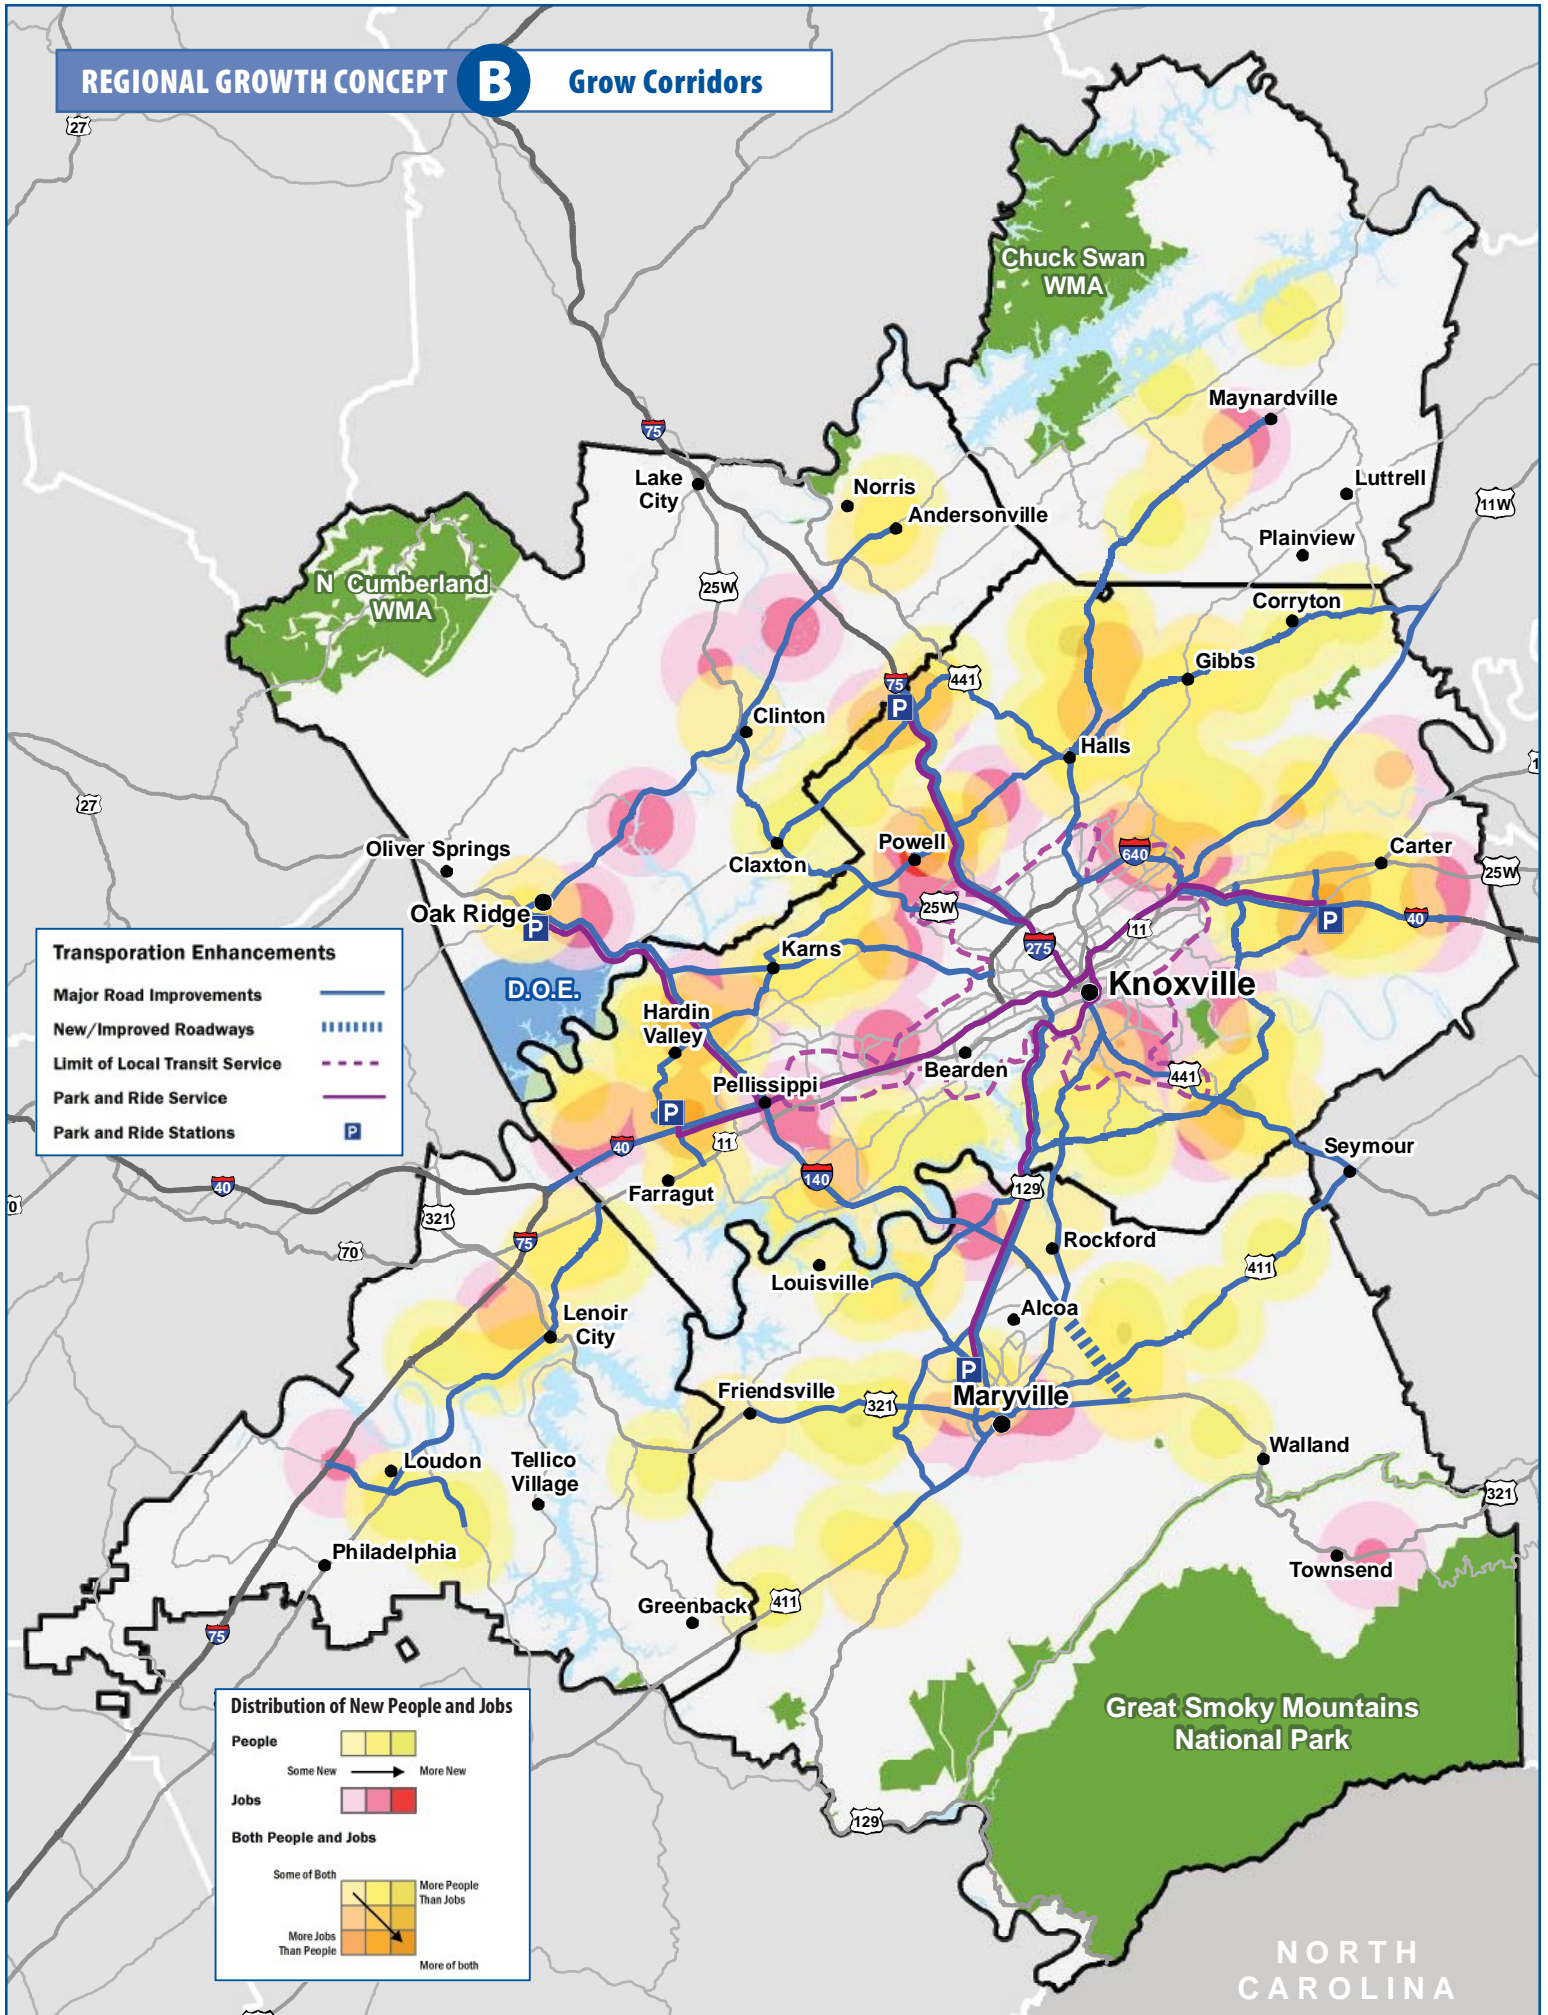 REGIONAL GROWTH CONCEPT B Grow Corridors
27
Chuck Swan
WMA
Maynardville
75
Lake
City
Norris
Luttrell
11W
Andersonville
Plainview
N Cumberland
WMA
25W
Corryton
Gibbs
441
75
P
Clinton
Halls
27
Oliver Springs
Powell
640
Carter
Claxton
25W
Oak Ridge
P
25W
11
P
40
275
Karns
Knoxville
D.O.E.
Hardin
Valley
Bearden
441
Pellissippi
P
40
11
Seymour
140
Farragut
129
40
321
75
70
Rockford
411
Louisville
Alcoa
Lenoir
City
P
Friendsville
321
Maryville
Walland
Loudon
Tellico
Village
321
Philadelphia
Townsend
Greenback
411
75
Great Smoky Mountains
National Park
129
NORTH
CAROLINA
Transporation Enhancements
Major Road Improvements
New/Improved Roadways
Limit of Local Transit Service
Park and Ride Service
Park and Ride Stations P
Distribution of New People and Jobs
People
Some New More New
Jobs
Both People and Jobs
Some of Both
More People
Than Jobs
More Jobs
Than People
More of both